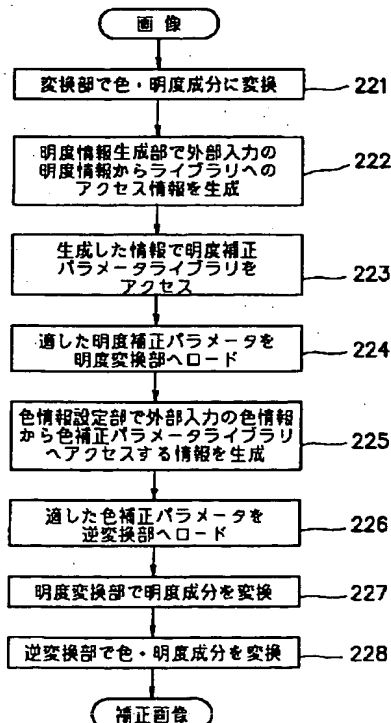 画像
変換部で色・明度成分に変換
221
明度情報生成部で外部入力の
明度情報からライブラリへの
アクセス情報を生成
222
生成した情報で明度補正
パラメータライブラリを
アクセス
223
適した明度補正パラメータを
明度変換部へロード
224
色情報設定部で外部入力の色情報
から色補正パラメータライブラリ
へアクセスする情報を生成
225
適した色補正パラメータを
逆変換部へロード
226
明度変換部で明度成分を変換
227
逆変換部で色・明度成分を変換
228
補正画像